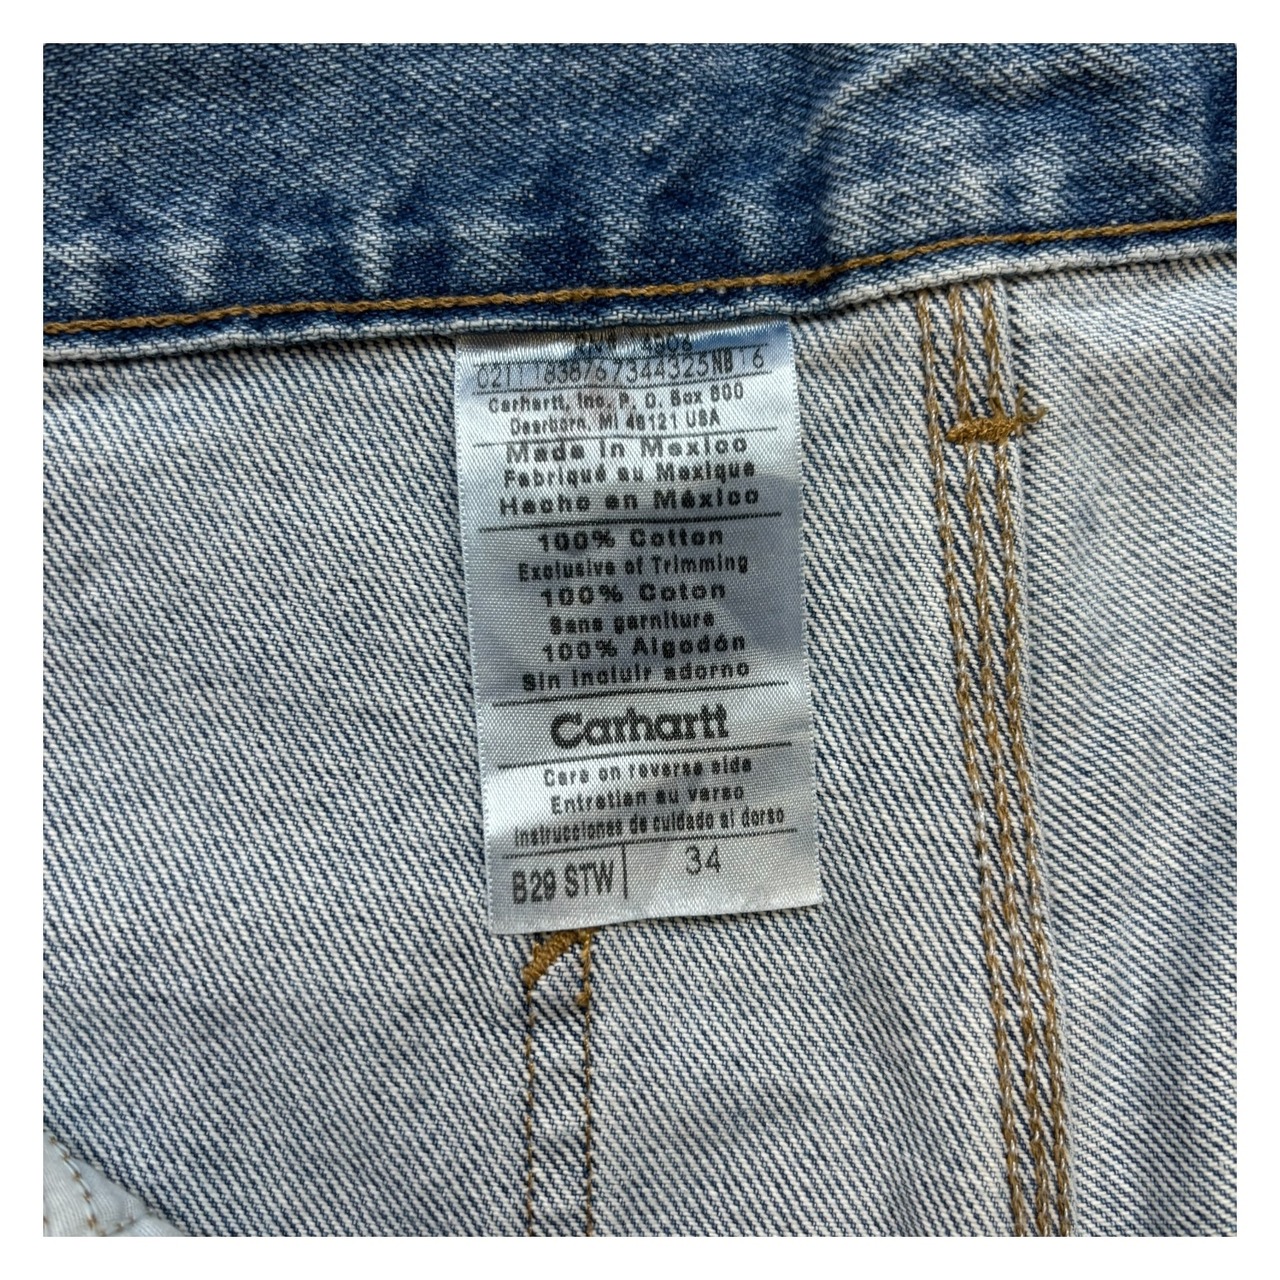 02111838767344325NB 16
Carhartt, Inc. P. O. Box 600
Dearborn, MI 48121 USA
Made in Mexico
Fabriqué au Mexique
Hecho en México
100% Cotton
Exclusive of Trimming
100% Coton
Sans garniture
100% Algodón
Sin incluir adorno
Carhartt
Care on reverse side
Entretien au verso
Instrucciones de cuidado al dorso
B29 STW 34